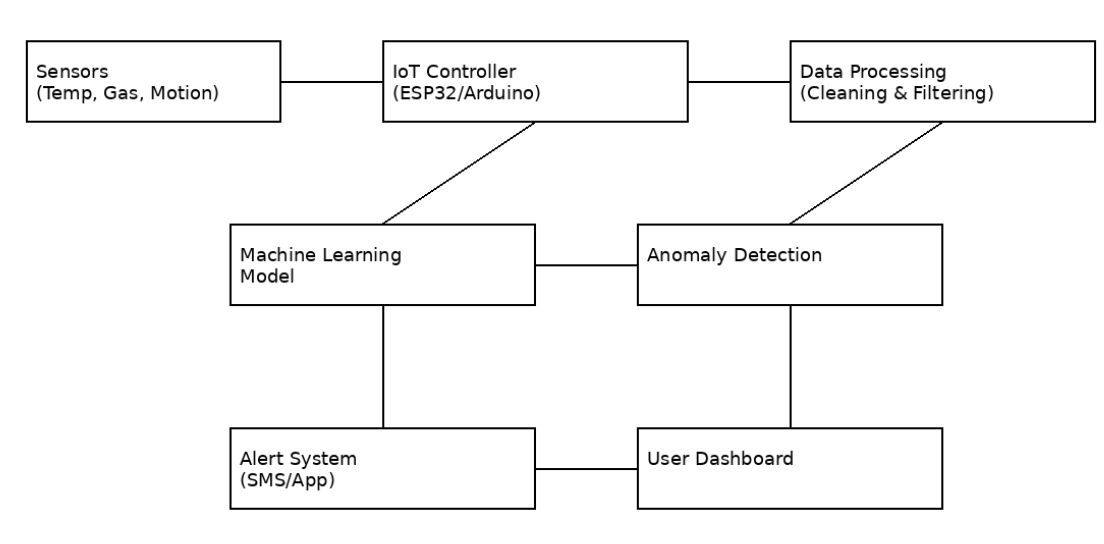 Sensors
(Temp, Gas, Motion)
IoT Controller
(ESP32/Arduino)
Data Processing
(Cleaning & Filtering)
Machine Learning
Model
Anomaly Detection
Alert System
(SMS/App)
User Dashboard